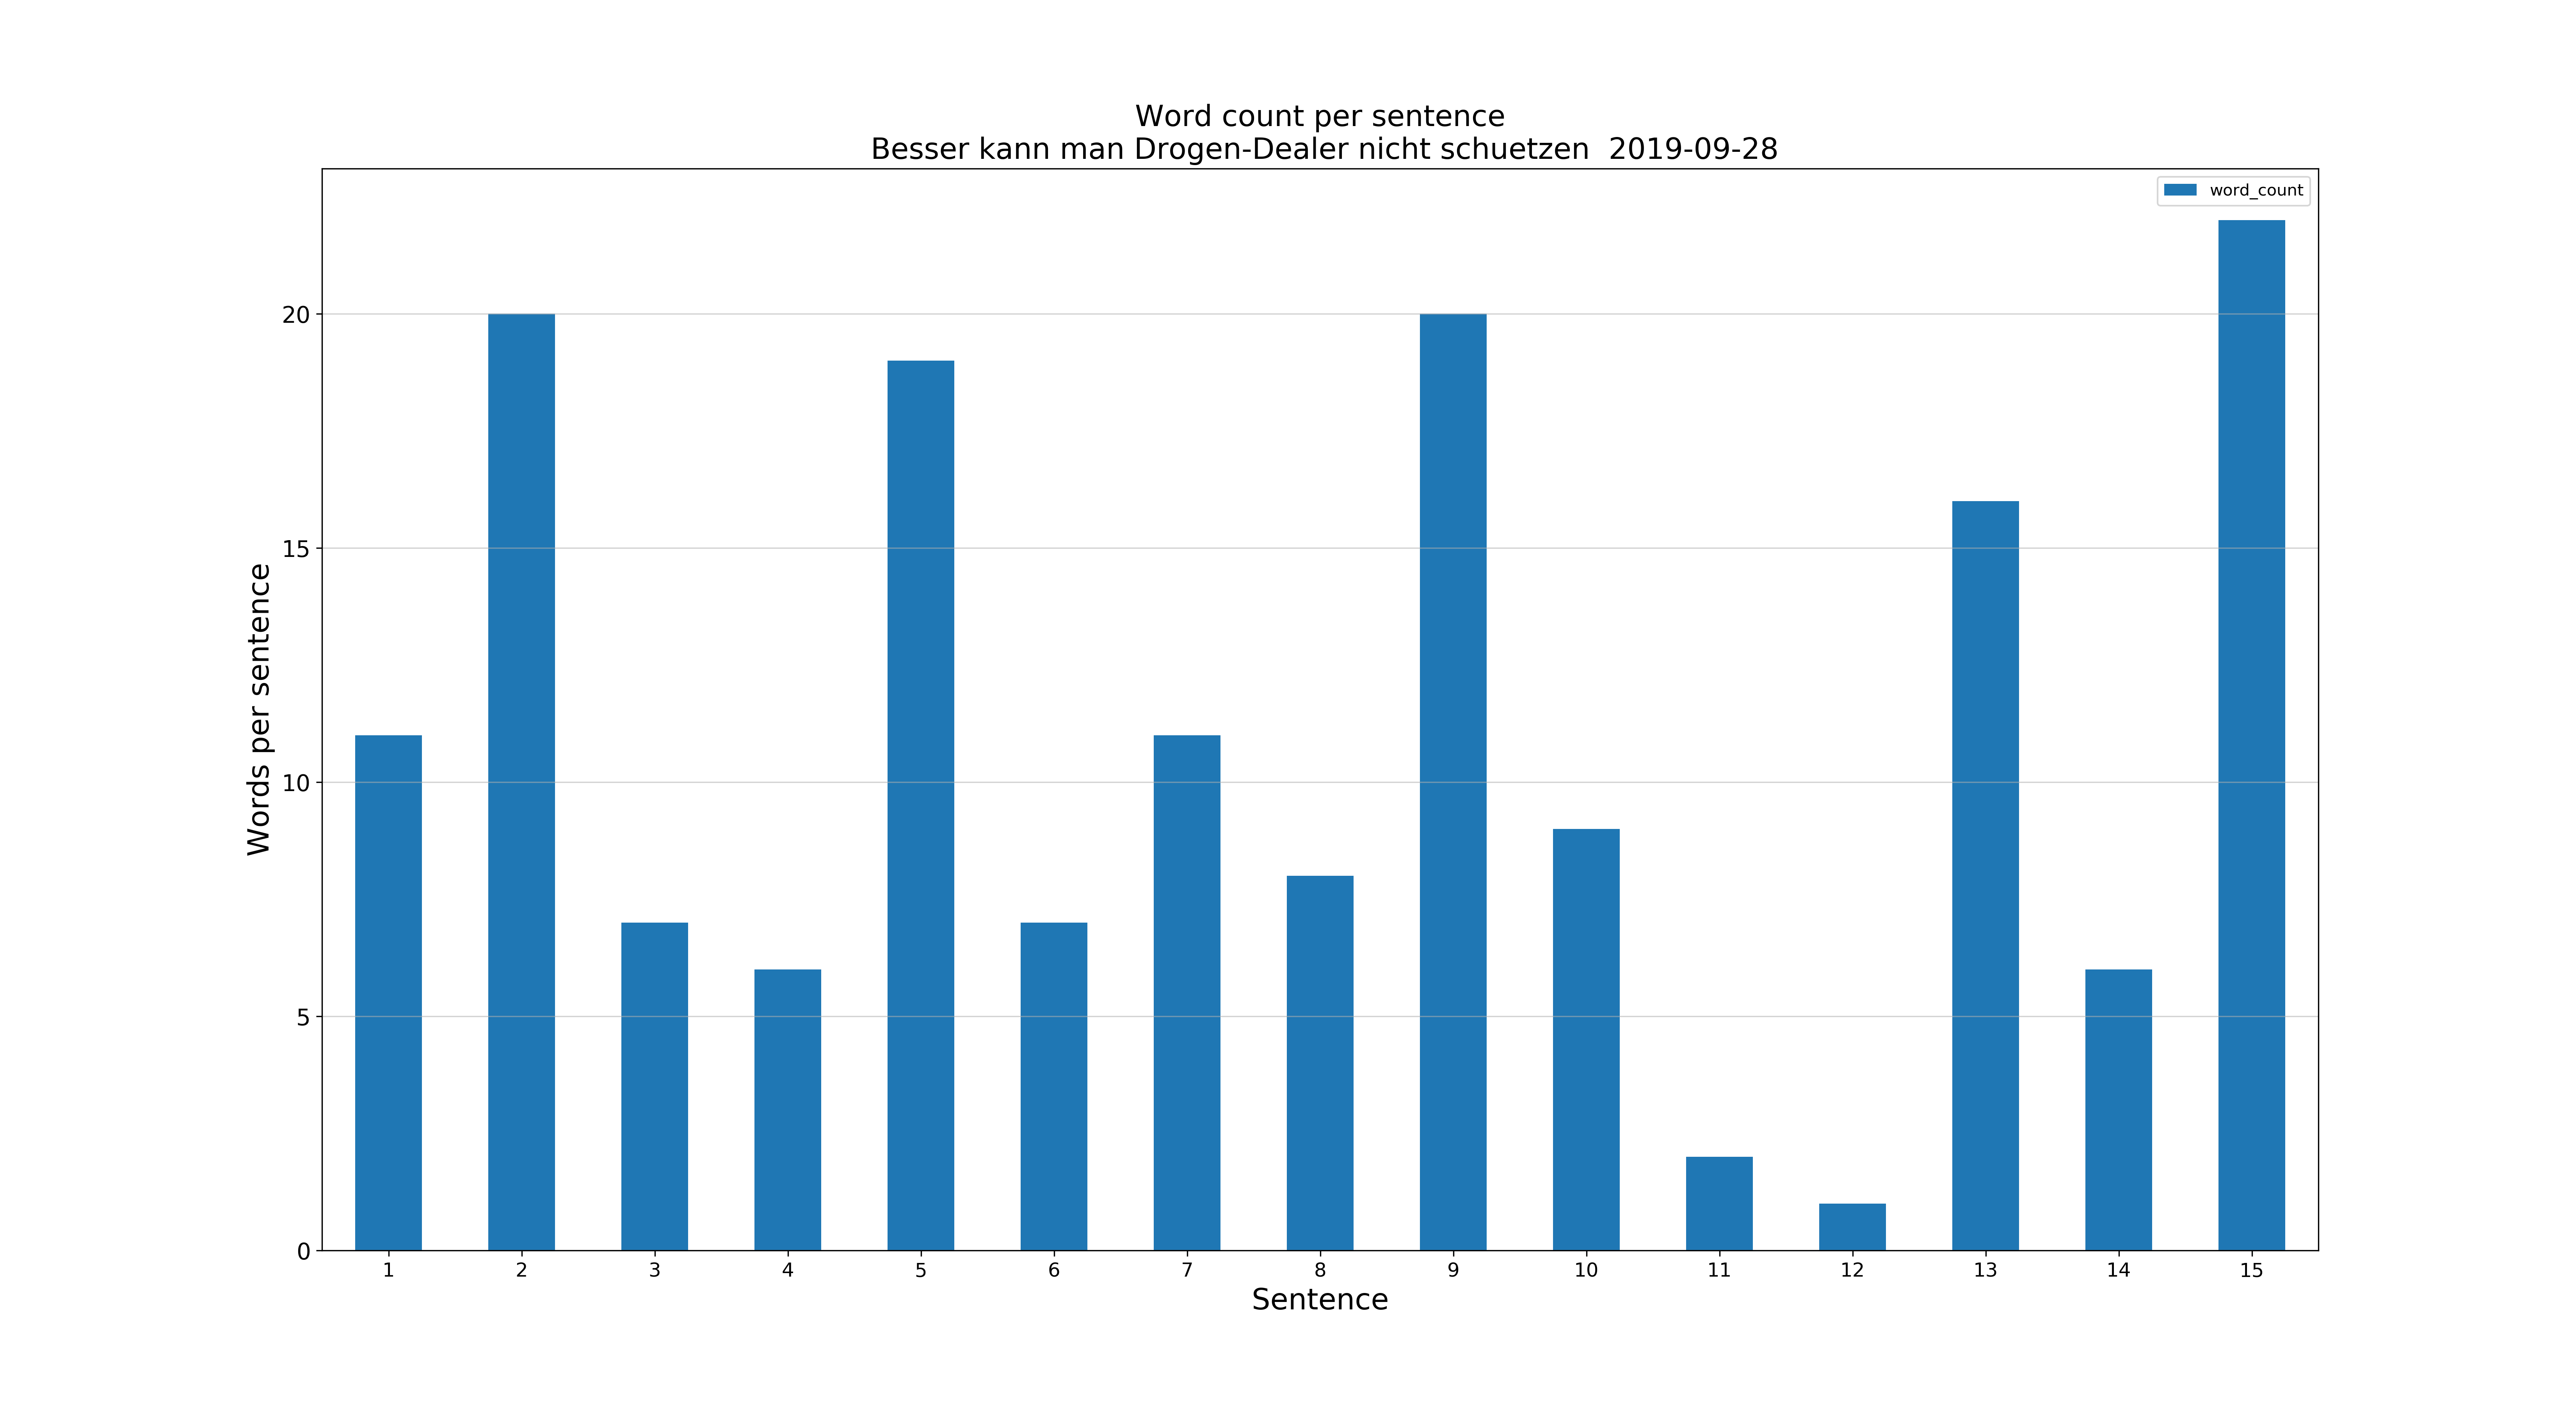 Word count per sentence
Besser kann man Drogen-Dealer nicht schuetzen  2019-09-28
word_count
Words per sentence
20
15
10
5
0
1 2 3 4 5 6 7 8 9 10 11 12 13 14 15
Sentence